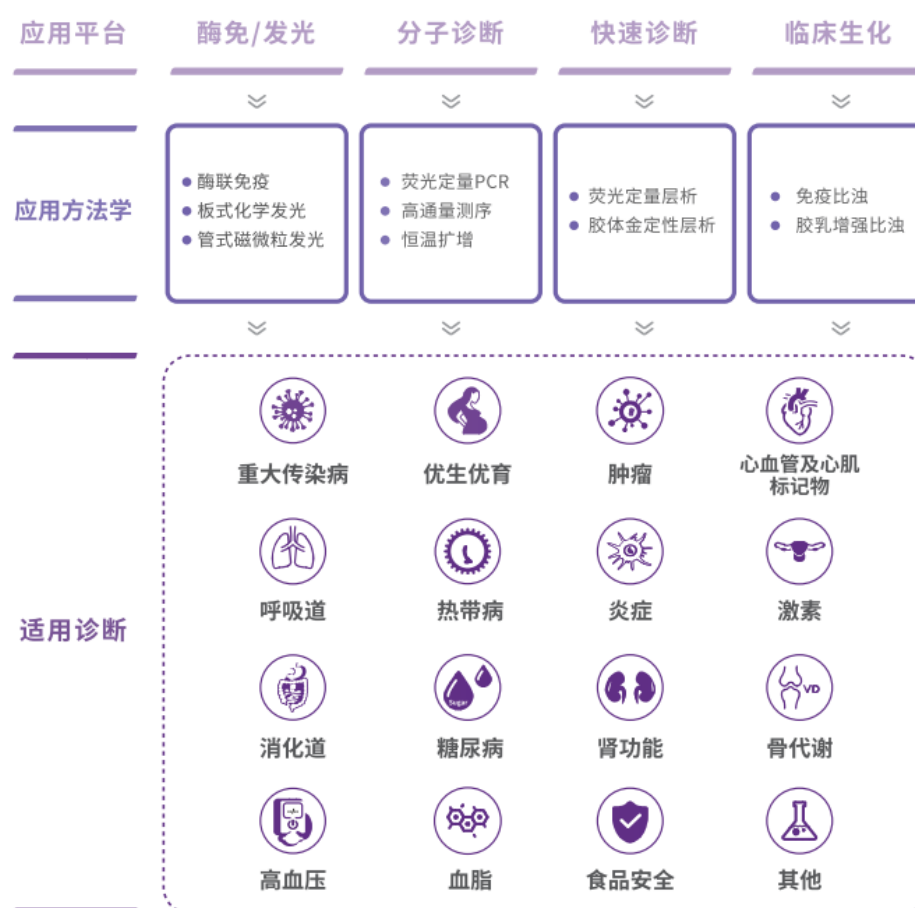 应用平台
酶免/发光
分子诊断
快速诊断
临床生化
应用方法学
酶联免疫
板式化学发光
管式磁微粒发光
荧光定量PCR
高通量测序
恒温扩增
荧光定量层析
胶体金定性层析
免疫比浊
胶乳增强比浊
适用诊断
重大传染病
优生优育
肿瘤
心血管及心肌
标记物
呼吸道
热带病
炎症
激素
消化道
Sugar
糖尿病
肾功能
VD
骨代谢
高血压
血脂
食品安全
其他